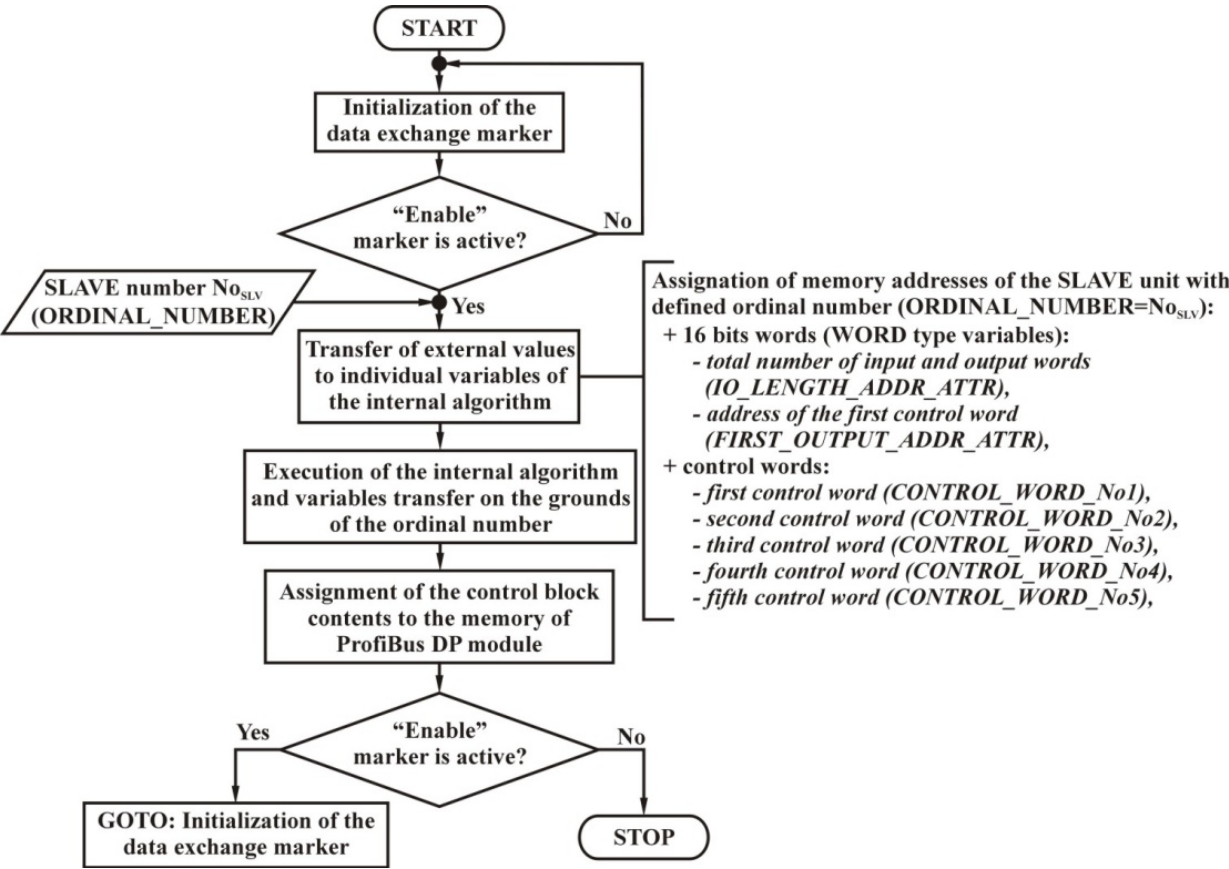 START
Initialization of the
data exchange marker
“Enable”
marker is active?
No
SLAVE number No_SLV
(ORDINAL_NUMBER)
Yes
Transfer of external values
to individual variables of
the internal algorithm
Assignation of memory addresses of the SLAVE unit with
defined ordinal number (ORDINAL_NUMBER=No_SLV):
+ 16 bits words (WORD type variables):
- total number of input and output words
(IO_LENGTH_ADDR_ATTR),
- address of the first control word
(FIRST_OUTPUT_ADDR_ATTR),
+ control words:
- first control word (CONTROL_WORD_No1),
- second control word (CONTROL_WORD_No2),
- third control word (CONTROL_WORD_No3),
- fourth control word (CONTROL_WORD_No4),
- fifth control word (CONTROL_WORD_No5),
Execution of the internal algorithm
and variables transfer on the grounds
of the ordinal number
Assignment of the control block
contents to the memory of
ProfiBus DP module
“Enable”
marker is active?
Yes
No
GOTO: Initialization of the
data exchange marker
STOP